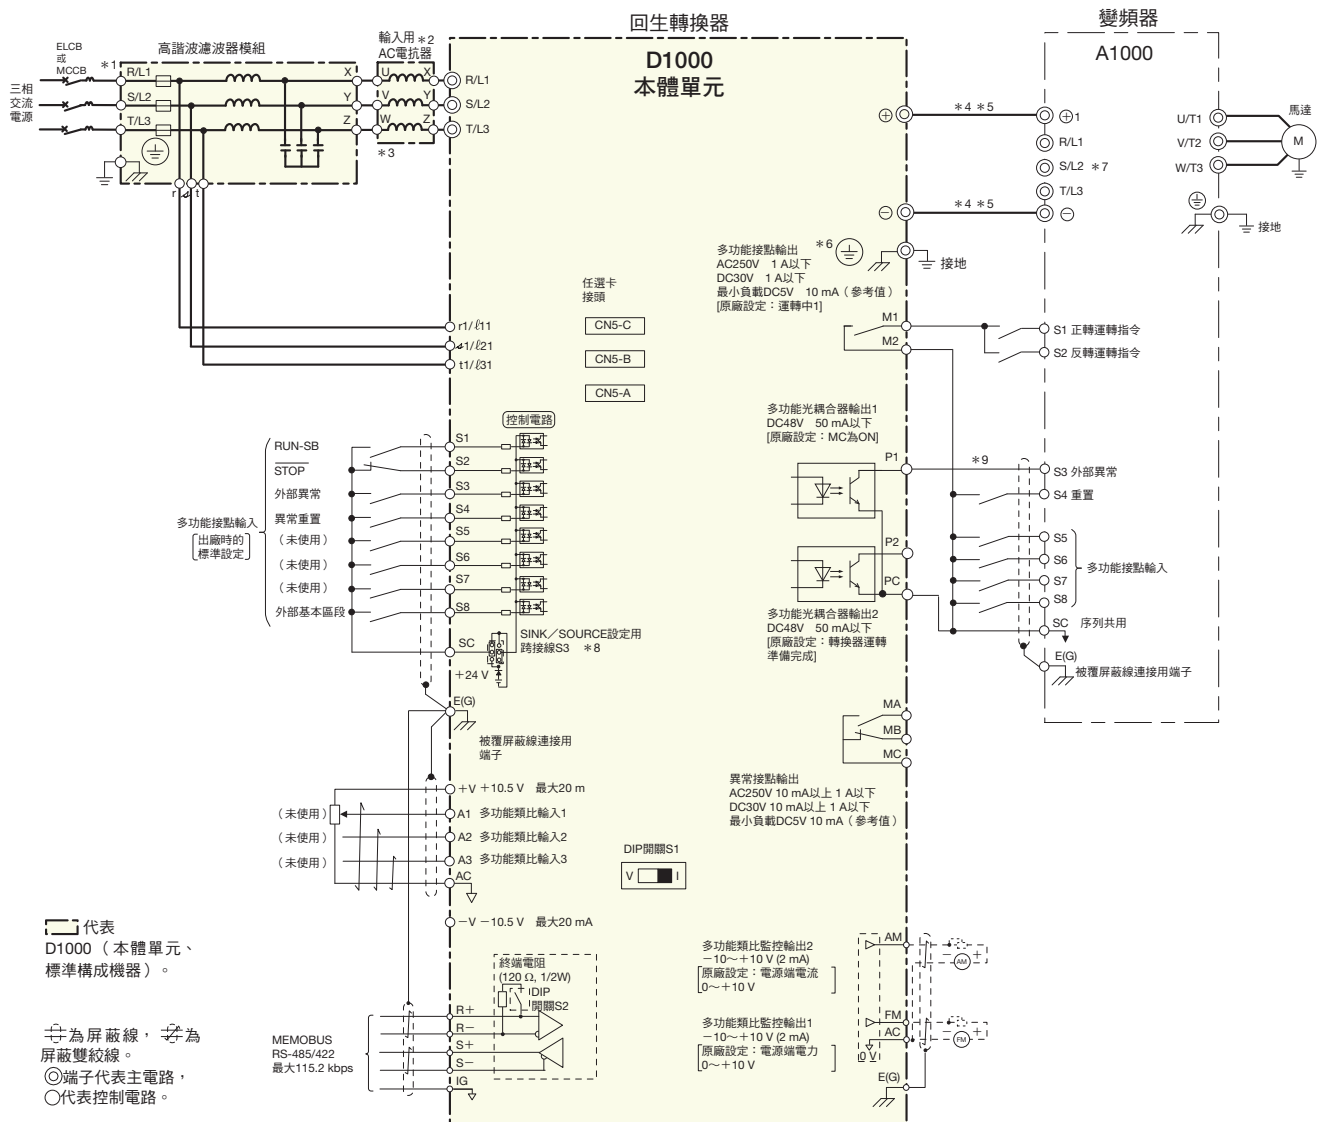 回生轉換器
變頻器
D1000
本體單元
A1000
ELCB
或
MCCB
＊1
高諧波濾波器模組
輸入用＊2
AC電抗器
三相
交流
電源
R/L1
S/L2
T/L3
X
Y
Z
U
V
W
X
Y
Z
＊3
R/L1
S/L2
T/L3
r
t
⊕
＊4 ＊5
⊕1
R/L1
S/L2 ＊7
T/L3
⊖
＊4 ＊5
⊖
U/T1
V/T2
W/T3
馬達
M
接地
多功能接點輸出
AC250V 1 A以下
DC30V 1 A以下
最小負載DC5V 10 mA（參考值）
[原廠設定：運轉中1]
＊6
接地
任選卡
接頭
CN5-C
CN5-B
CN5-A
r1/ℓ11
1/ℓ21
t1/ℓ31
M1
M2
S1 正轉運轉指令
S2 反轉運轉指令
控制電路
多功能接點輸入
出廠時的
標準設定
RUN-SB
STOP
外部異常
異常重置
（未使用）
（未使用）
（未使用）
外部基本區段
S1
S2
S3
S4
S5
S6
S7
S8
SC
+24 V
SINK／SOURCE設定用
跨接線S3 ＊8
E(G)
被覆屏蔽線連接用
端子
多功能光耦合器輸出1
DC48V 50 mA以下
[原廠設定：MC為ON]
P1
P2
PC
＊9
多功能光耦合器輸出2
DC48V 50 mA以下
[原廠設定：轉換器運轉
準備完成]
S3 外部異常
S4 重置
S5
S6
S7
S8
多功能接點輸入
SC 序列共用
E(G)
被覆屏蔽線連接用端子
MA
MB
MC
異常接點輸出
AC250V 10 mA以上 1 A以下
DC30V 10 mA以上 1 A以下
最小負載DC5V 10 mA（參考值）
+V +10.5 V 最大20 m
（未使用）
A1 多功能類比輸入1
（未使用）
A2 多功能類比輸入2
（未使用）
A3 多功能類比輸入3
AC
－V －10.5 V 最大20 mA
DIP開關S1
V
I
代表
D1000（本體單元、
標準構成機器）。
為屏蔽線，為
屏蔽雙絞線。
◎端子代表主電路，
○代表控制電路。
終端電阻
(120 Ω, 1/2W)
DIP
開關S2
MEMOBUS
RS-485/422
最大115.2 kbps
R+
R－
S+
S－
IG
多功能類比監控輸出2
－10～＋10 V (2 mA)
原廠設定：電源端電流
0～＋10 V
多功能類比監控輸出1
－10～＋10 V (2 mA)
原廠設定：電源端電力
0～＋10 V
AM
FM
AC
0 V
E(G)
－
+
AM
－
+
FM